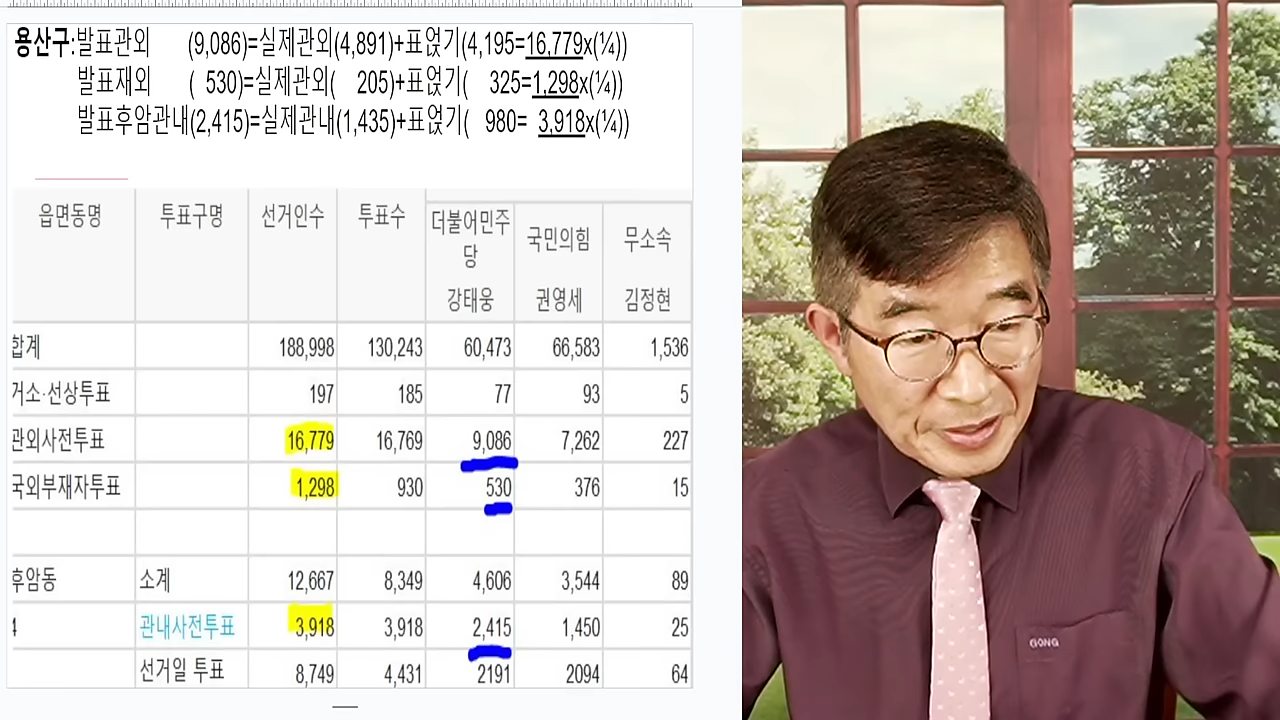 용산구:발표관외 (9,086)=실제관외(4,891)+표얹기(4,195=16,779x(¼))
발표재외 ( 530)=실제관외( 205)+표얹기( 325=1,298x(¼))
발표후암관내(2,415)=실제관내(1,435)+표얹기( 980= 3,918x(¼))
읍면동명 투표구명 선거인수 투표수 더불어민주당 강태웅 국민의힘 권영세 무소속 김정현
합계 188,998 130,243 60,473 66,583 1,536
거소·선상투표 197 185 77 93 5
관외사전투표 16,779 16,769 9,086 7,262 227
국외부재자투표 1,298 930 530 376 15
후암동 소계 12,667 8,349 4,606 3,544 89
4 관내사전투표 3,918 3,918 2,415 1,450 25
선거일 투표 8,749 4,431 2191 2094 64
GONG